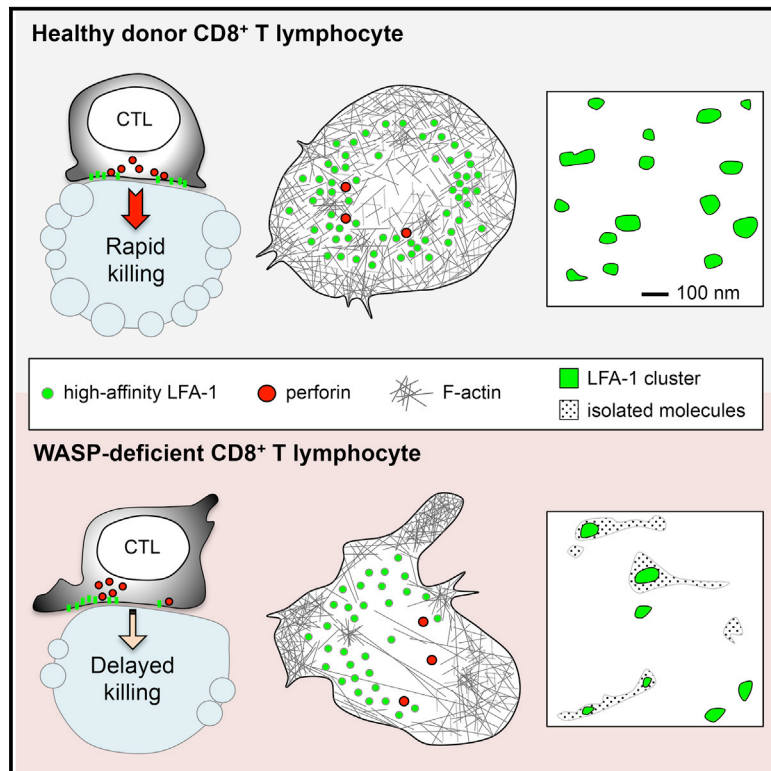 Healthy donor CD8⁺ T lymphocyte
CTL
Rapid
killing
100 nm
high-affinity LFA-1
perforin
F-actin
LFA-1 cluster
isolated molecules
WASP-deficient CD8⁺ T lymphocyte
CTL
Delayed
killing